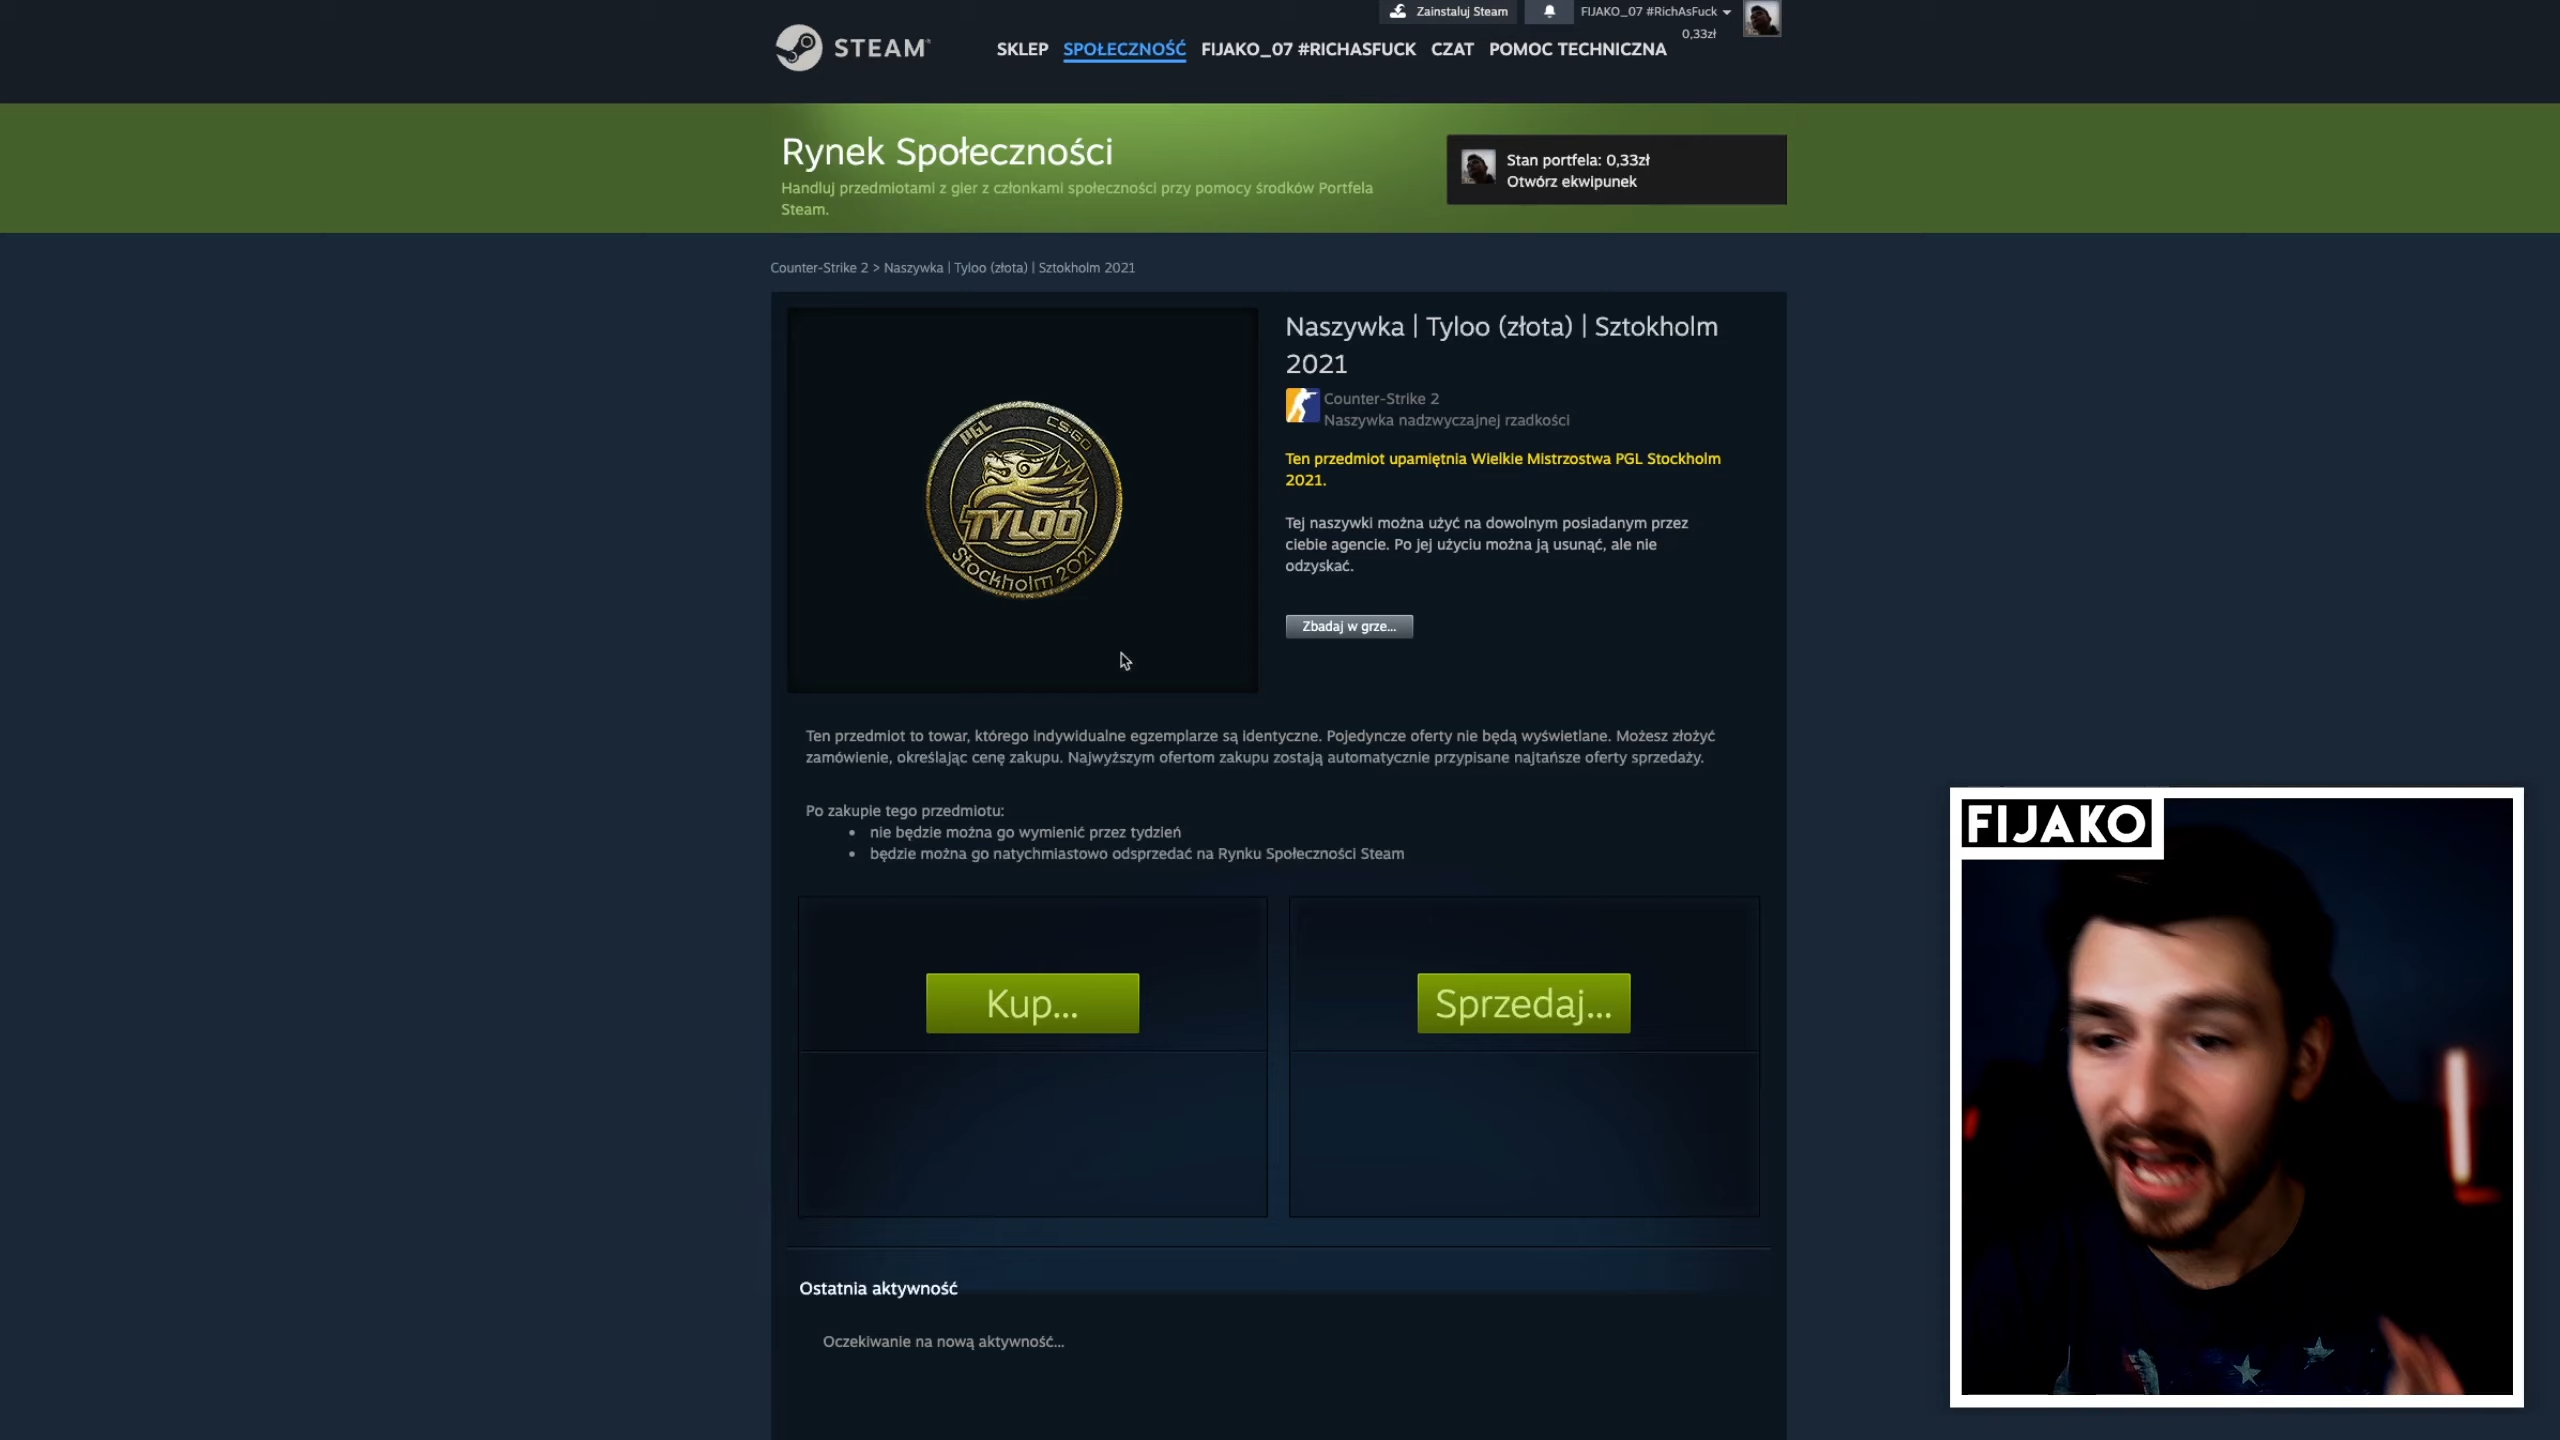 Zainstaluj Steam
FIJAKO_07 #RichAsFuck
0,33zł
STEAM
SKLEP SPOŁECZNOŚĆ FIJAKO_07 #RICHASFUCK CZAT POMOC TECHNICZNA
Rynek Społeczności
Handluj przedmiotami z gier z członkami społeczności przy pomocy środków Portfela
Steam.
Stan portfela: 0,33zł
Otwórz ekwipunek
Counter-Strike 2 > Naszywka | Tyloo (złota) | Sztokholm 2021
PGL CS:GO
TYLOO
Stockholm 2021
Naszywka | Tyloo (złota) | Sztokholm
2021
Counter-Strike 2
Naszywka nadzwyczajnej rzadkości
Ten przedmiot upamiętnia Wielkie Mistrzostwa PGL Stockholm
2021.
Tej naszywki można użyć na dowolnym posiadanym przez
ciebie agencie. Po jej użyciu można ją usunąć, ale nie
odzyskać.
Zbadaj w grze...
Ten przedmiot to towar, którego indywidualne egzemplarze są identyczne. Pojedyncze oferty nie będą wyświetlane. Możesz złożyć
zamówienie, określając cenę zakupu. Najwyższym ofertom zakupu zostają automatycznie przypisane najtańsze oferty sprzedaży.
Po zakupie tego przedmiotu:
• nie będzie można go wymienić przez tydzień
• będzie można go natychmiastowo odsprzedać na Rynku Społeczności Steam
Kup...
Sprzedaj...
Ostatnia aktywność
Oczekiwanie na nową aktywność...
FIJAKO